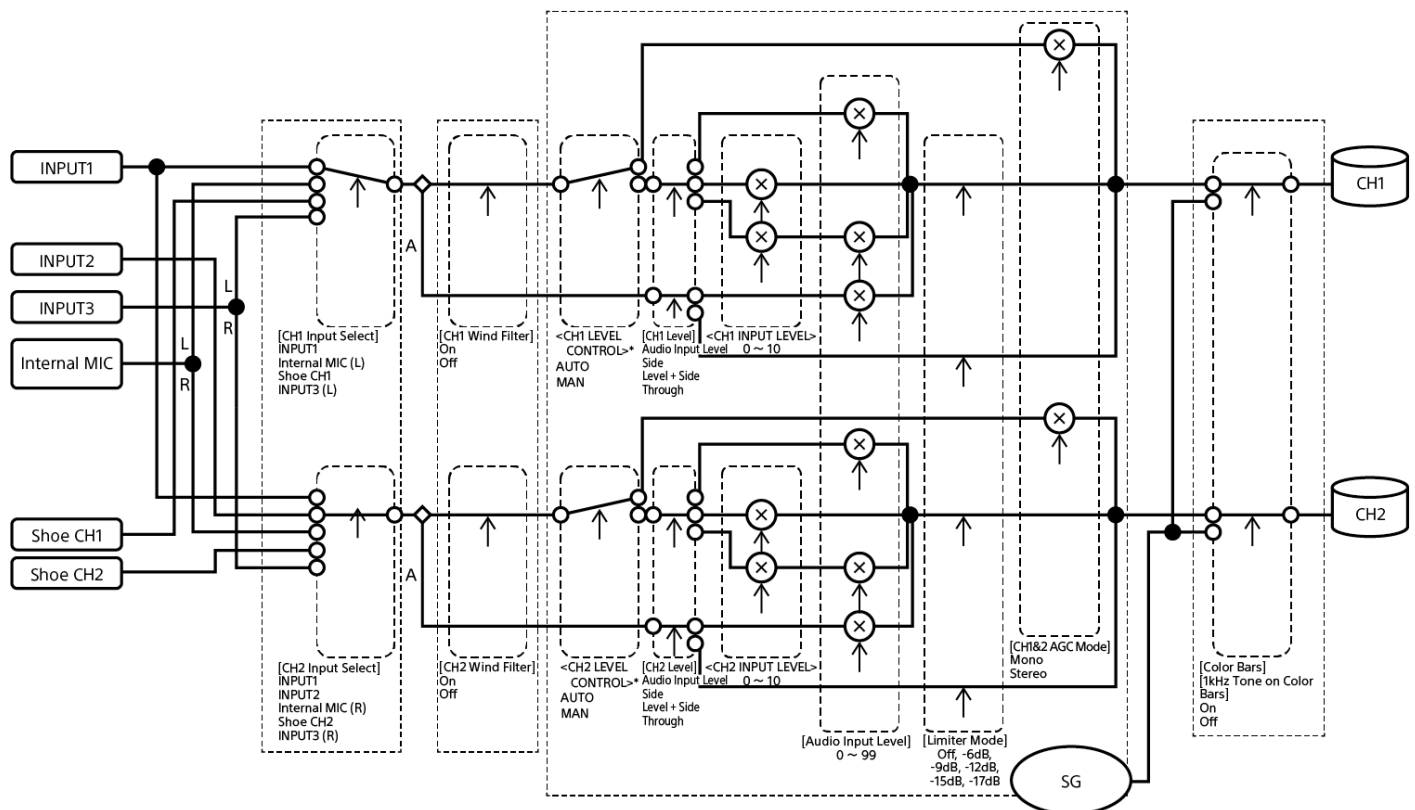 INPUT1
INPUT2
INPUT3
Internal MIC
Shoe CH1
Shoe CH2
L
R
L
R
[CH1 Input Select]
INPUT1
Internal MIC (L)
Shoe CH1
INPUT3 (L)
A
[CH1 Wind Filter]
On
Off
<CH1 LEVEL
CONTROL>*
AUTO
MAN
[CH1 Level]
Audio Input Level
Side
Level + Side
Through
<CH1 INPUT LEVEL>
0 ~ 10
CH1
[CH2 Input Select]
INPUT1
INPUT2
Internal MIC (R)
Shoe CH2
INPUT3 (R)
A
[CH2 Wind Filter]
On
Off
<CH2 LEVEL
CONTROL>*
AUTO
MAN
[CH2 Level]
Audio Input Level
Side
Level + Side
Through
<CH2 INPUT LEVEL>
0 ~ 10
[Audio Input Level]
0 ~ 99
[Limiter Mode]
Off, -6dB,
-9dB, -12dB,
-15dB, -17dB
[CH1&2 AGC Mode]
Mono
Stereo
SG
[Color Bars]
[1kHz Tone on Color
Bars]
On
Off
CH2